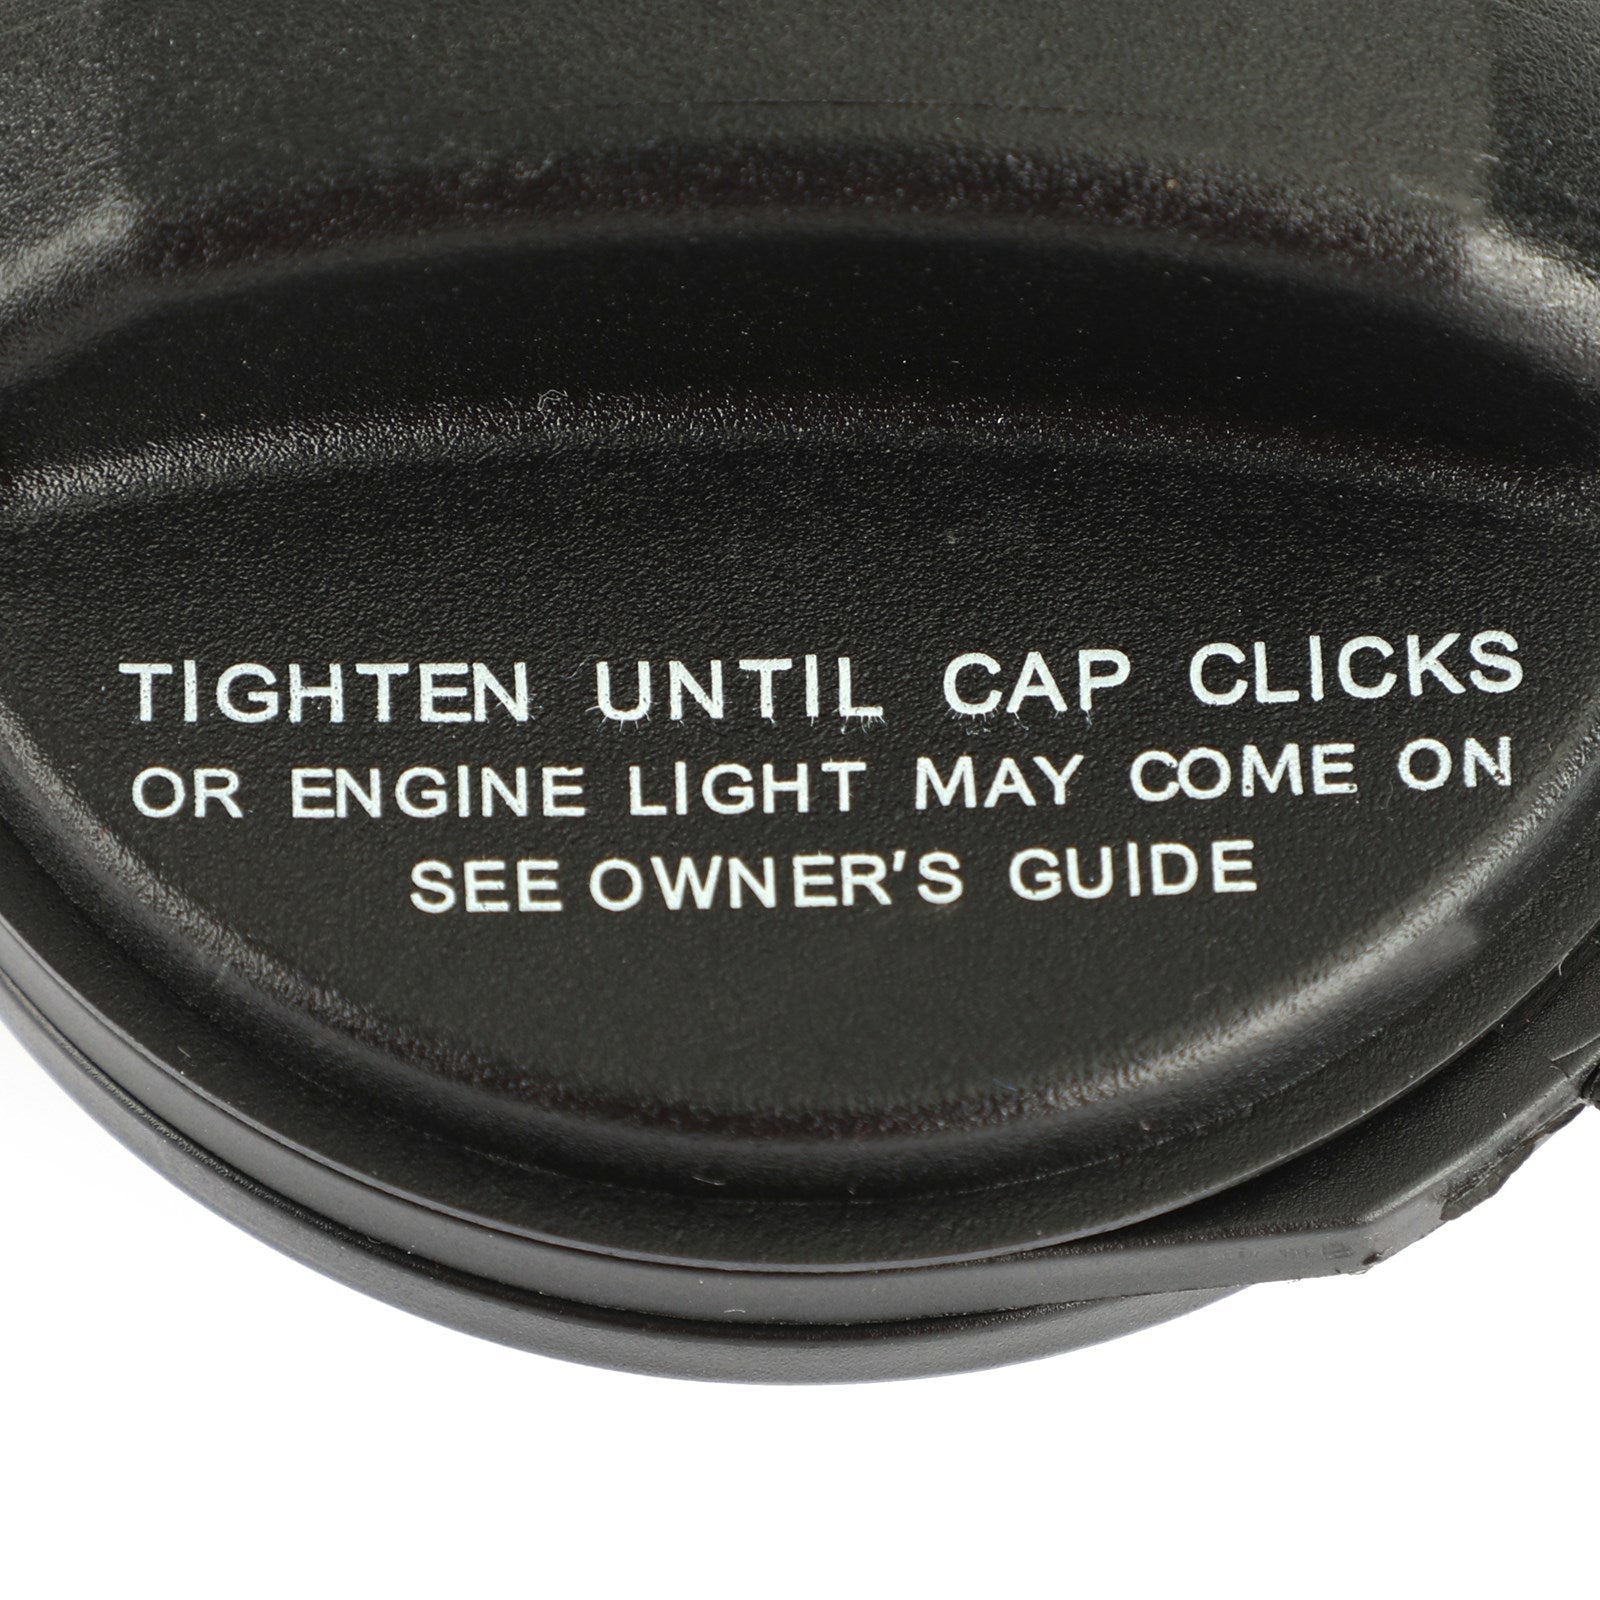 TIGHTEN UNTIL CAP CLICKS
OR ENGINE LIGHT MAY COME ON
SEE OWNER'S GUIDE